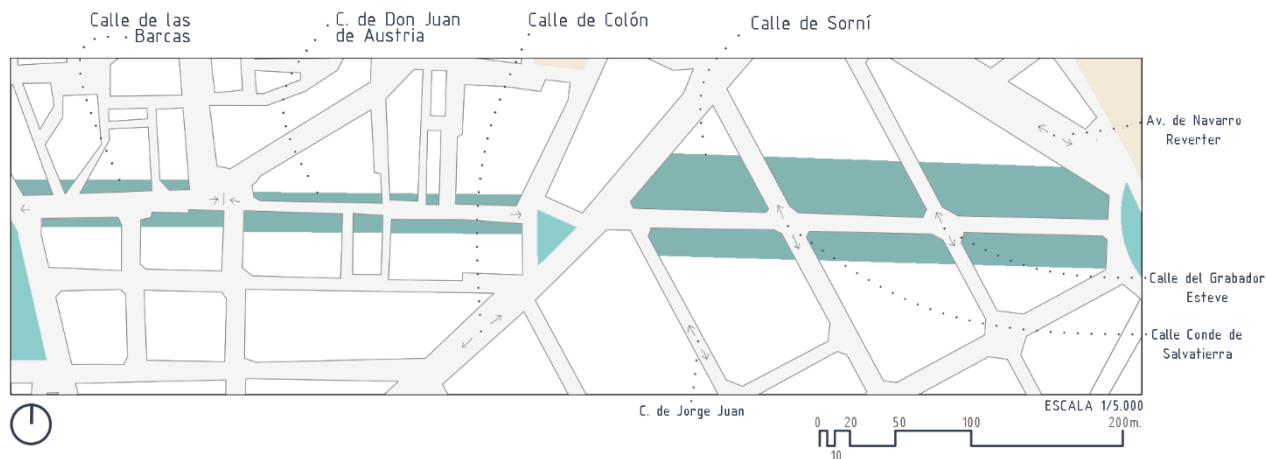 Calle de las
Barcas
C. de Don Juan
de Austria
Calle de Colón
Calle de Sorní
Av. de Navarro
Reverter
Calle del Grabador
Esteve
Calle Conde de
Salvatierra
C. de Jorge Juan
ESCALA 1/5.000
0 20 50 100 200m.
10